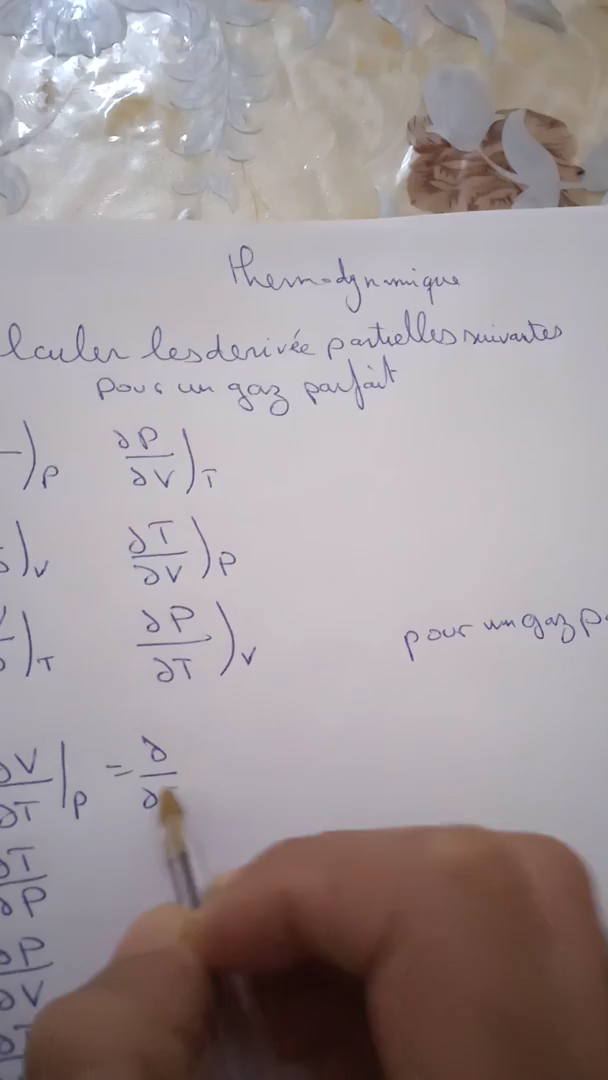 thermodynamique
lculer les derivée partielles suivantes
pour un gaz parfait
)P ∂P/∂V)T
)V ∂T/∂V)P
)T ∂P/∂T)V
pour un gaz p
∂V/∂T|P = ∂/∂
∂T/∂P
∂P/∂V